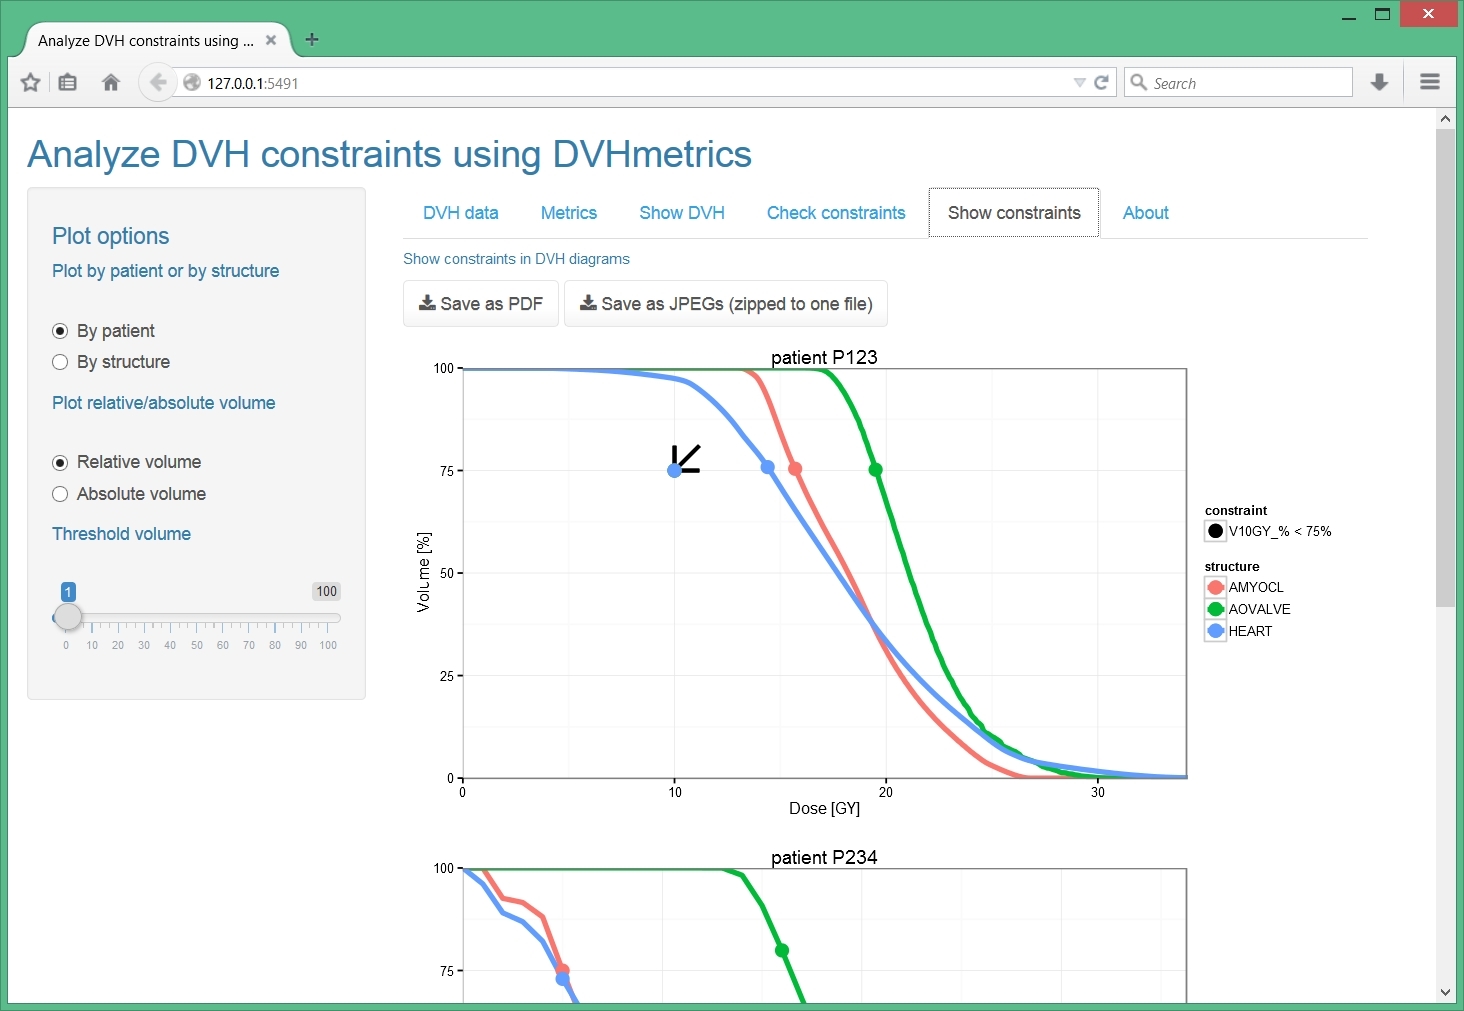 Analyze DVH constraints using ...
127.0.0.1:5491
Search
Analyze DVH constraints using DVHmetrics
Plot options
Plot by patient or by structure
By patient
By structure
Plot relative/absolute volume
Relative volume
Absolute volume
Threshold volume
1 100
0 10 20 30 40 50 60 70 80 90 100
DVH data Metrics Show DVH Check constraints Show constraints About
Show constraints in DVH diagrams
Save as PDF Save as JPEGs (zipped to one file)
patient P123
100
75
50
25
0
Volume [%]
0 10 20 30
Dose [GY]
constraint
V10GY_% < 75%
structure
AMYOCL
AOVALVE
HEART
patient P234
100
75